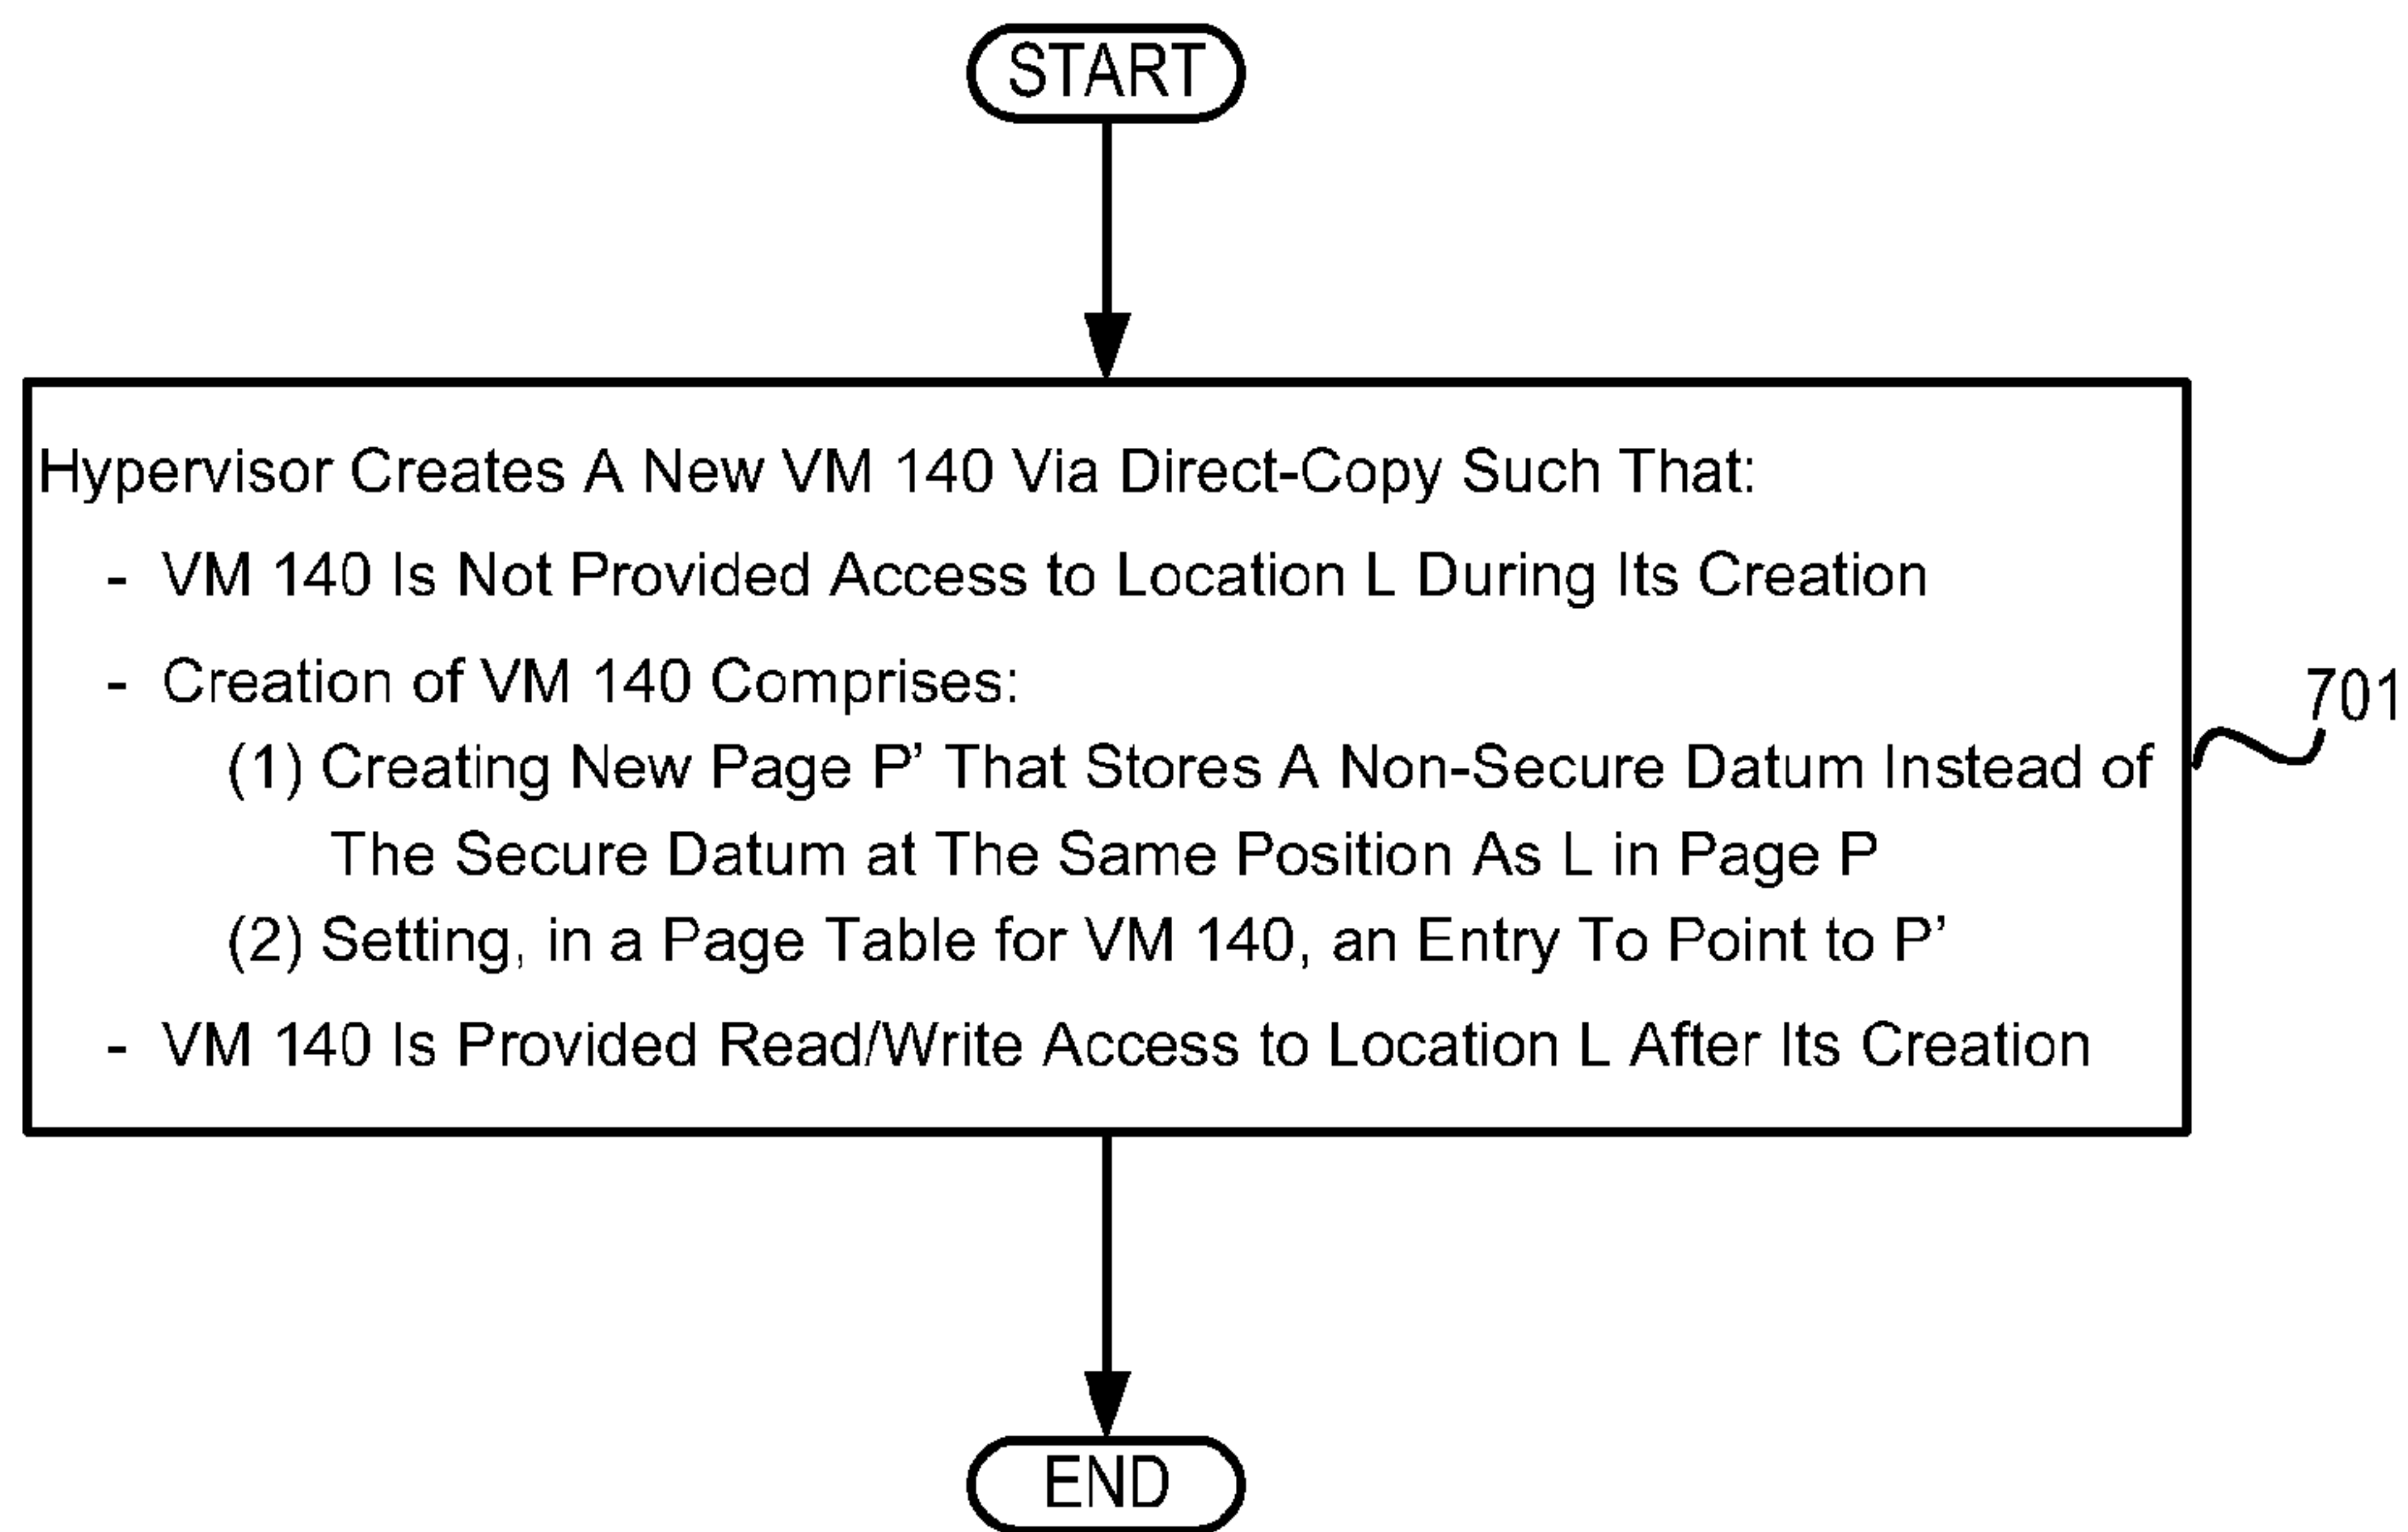 START
Hypervisor Creates A New VM 140 Via Direct-Copy Such That:
- VM 140 Is Not Provided Access to Location L During Its Creation
- Creation of VM 140 Comprises:
701
(1) Creating New Page P’ That Stores A Non-Secure Datum Instead of
The Secure Datum at The Same Position As L in Page P
(2) Setting, in a Page Table for VM 140, an Entry To Point to P’
- VM 140 Is Provided Read/Write Access to Location L After Its Creation
END